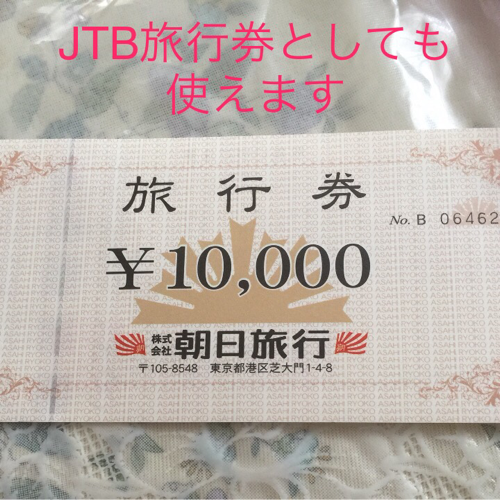 JTB旅行券としても
使えます
旅行券
No. B 06462
¥10,000
株式会社 朝日旅行
〒105-8548 東京都港区芝大門1-4-8